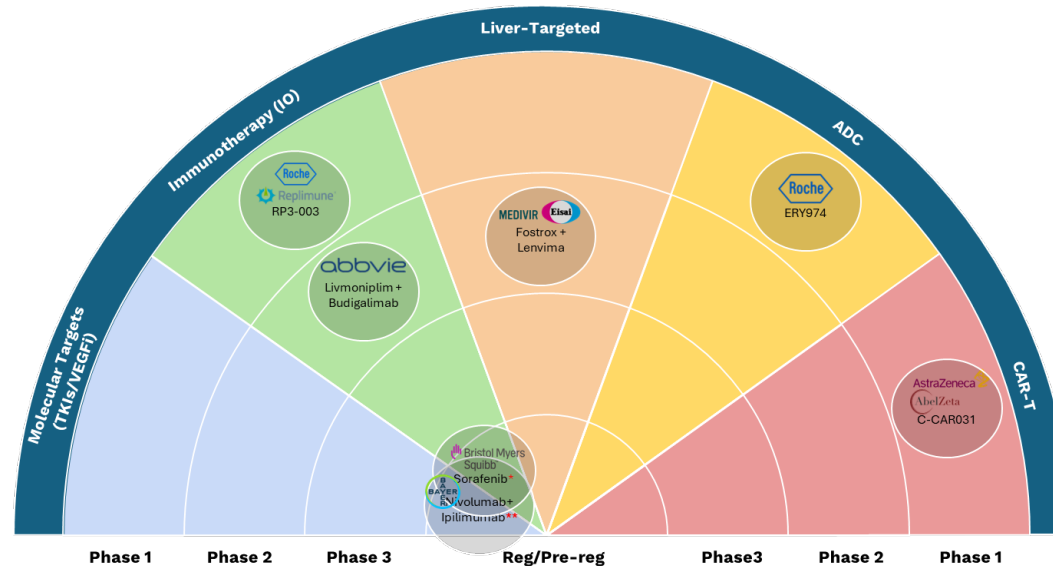 Liver-Targeted
Immunotherapy (IO)
ADC
Molecular Targets
(TKIs/VEGFi)
CAR-T
Roche
Replimune
RP3-003
abbvie
Livmoniplim +
Budigalimab
MEDIVIR Eisai
Fostrox +
Lenvima
Roche
ERY974
AstraZeneca
AbelZeta
C-CAR031
Bristol Myers
Squibb
Sorafenib*
BAYER
BAYER
Nivolumab+
Ipilimumab**
Phase 1
Phase 2
Phase 3
Reg/Pre-reg
Phase3
Phase 2
Phase 1